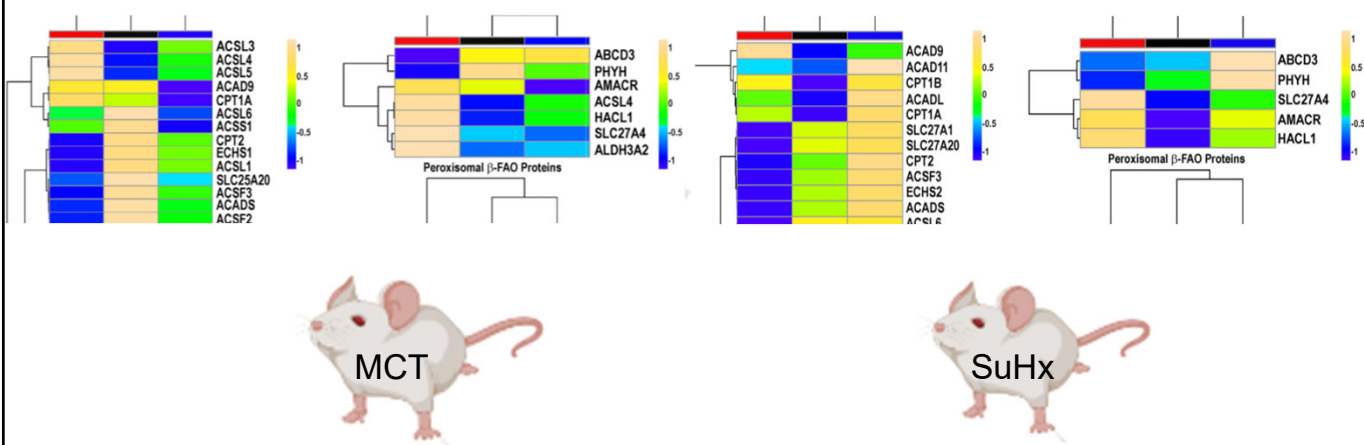 ACSL3
ACSL4
ACSL5
ACAD9
CPT1A
ACSL6
ACSS1
CPT2
ECHS1
ACSL1
SLC25A20
ACSF3
ACADS
ACSF2
1
0.5
0
-0.5
-1
ABCD3
PHYH
AMACR
ACSL4
HACL1
SLC27A4
ALDH3A2
Peroxisomal β-FAO Proteins
1
0.5
0
-0.5
-1
ACAD9
ACAD11
CPT1B
ACADL
CPT1A
SLC27A1
SLC27A20
CPT2
ACSF3
ECHS2
ACADS
ACSL6
1
0.5
0
-0.5
-1
ABCD3
PHYH
SLC27A4
AMACR
HACL1
Peroxisomal β-FAO Proteins
1
0.5
0
-0.5
-1
MCT
SuHx